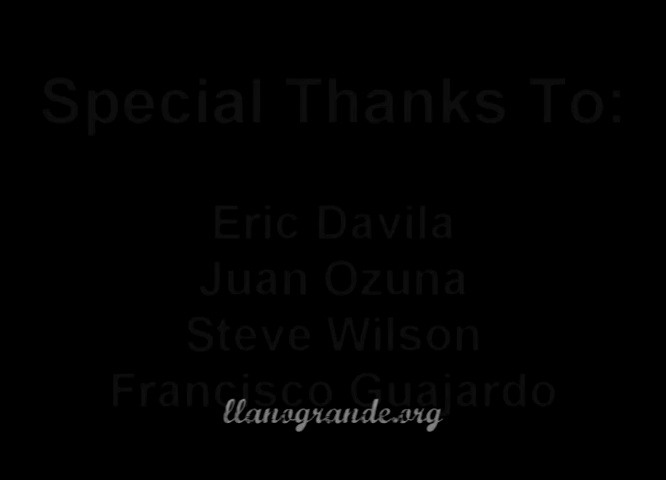 Special Thanks To:
Eric Davila
Juan Ozuna
Steve Wilson
Francisco Guajardo
llanogrande.org